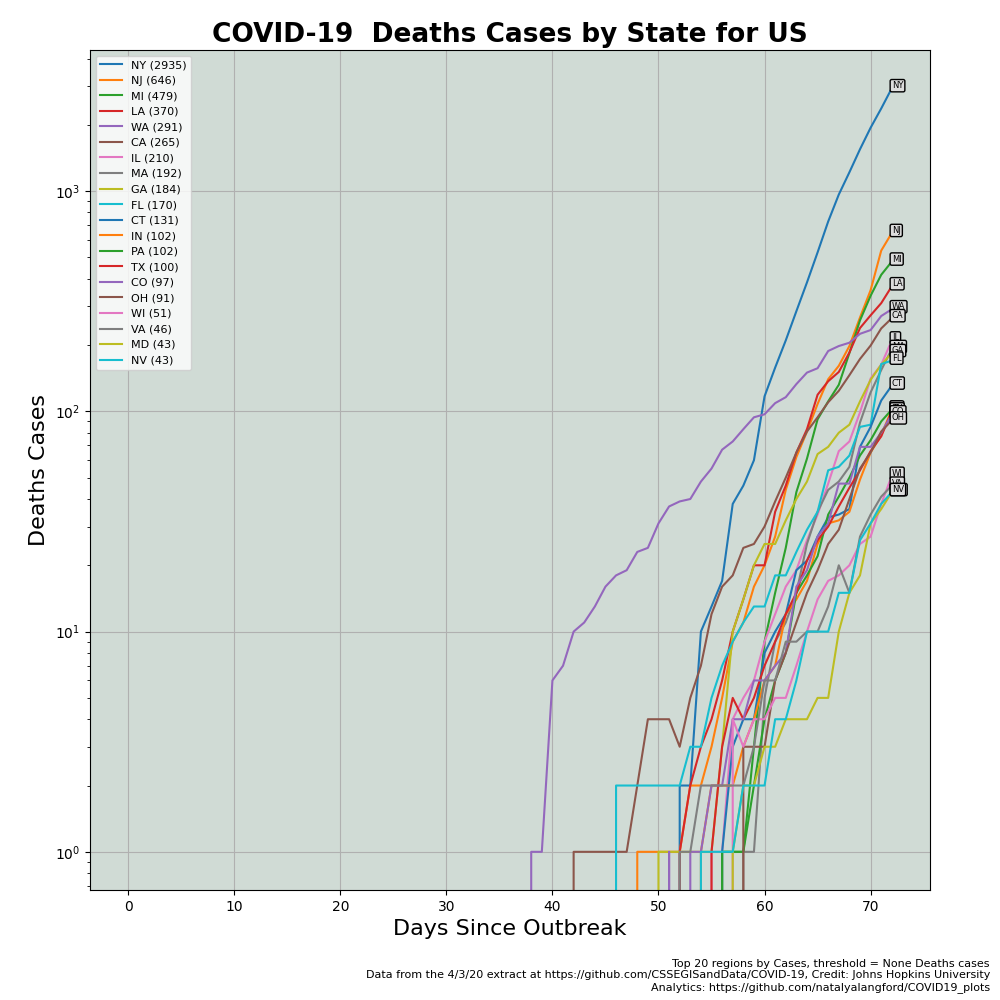 COVID-19  Deaths Cases by State for US
NY (2935)
NJ (646)
MI (479)
LA (370)
WA (291)
CA (265)
IL (210)
MA (192)
GA (184)
FL (170)
CT (131)
IN (102)
PA (102)
TX (100)
CO (97)
OH (91)
WI (51)
VA (46)
MD (43)
NV (43)
NY
NJ
MI
LA
WA
CA
IL
GA
FL
CT
CO
OH
WI
VA
NV
Deaths Cases
10³
10²
10¹
10⁰
0 10 20 30 40 50 60 70
Days Since Outbreak
Top 20 regions by Cases, threshold = None Deaths cases
Data from the 4/3/20 extract at https://github.com/CSSEGISandData/COVID-19, Credit: Johns Hopkins University
Analytics: https://github.com/natalyalangford/COVID19_plots